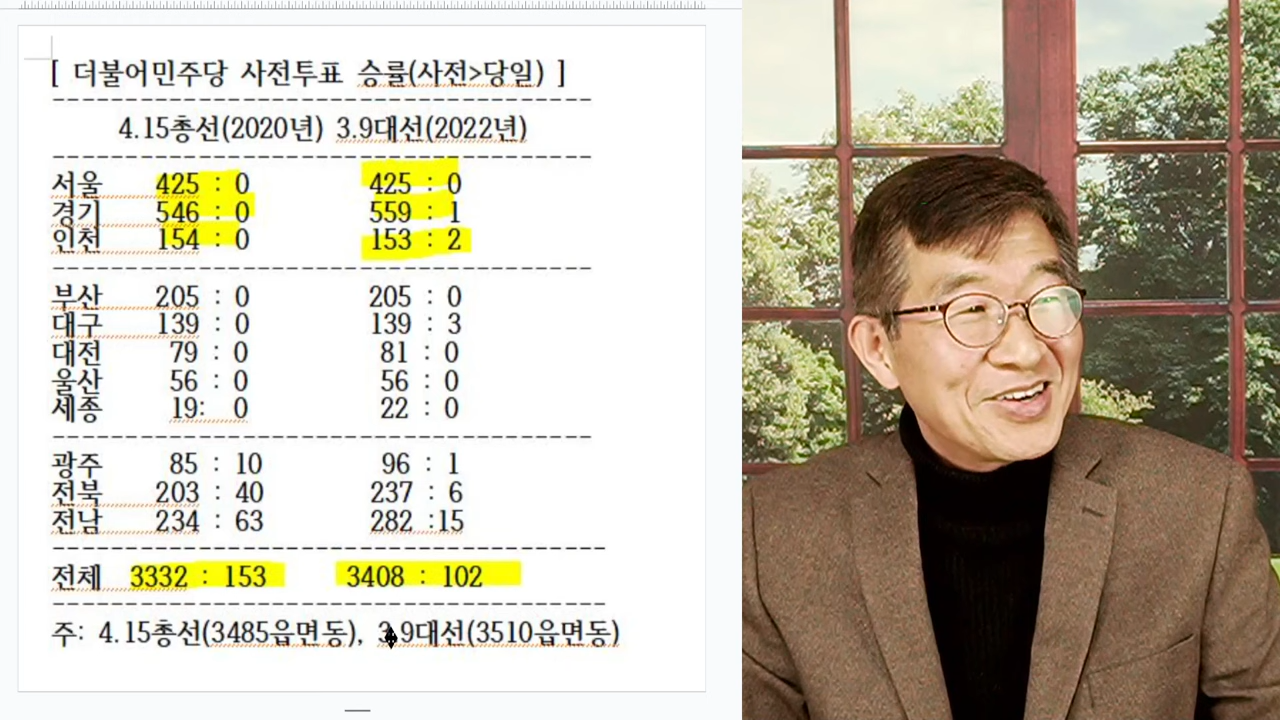 [ 더불어민주당 사전투표 승률(사전>당일) ]
4.15총선(2020년) 3.9대선(2022년)
서울 425 : 0 425 : 0
경기 546 : 0 559 : 1
인천 154 : 0 153 : 2
부산 205 : 0 205 : 0
대구 139 : 0 139 : 3
대전 79 : 0 81 : 0
울산 56 : 0 56 : 0
세종 19: 0 22 : 0
광주 85 : 10 96 : 1
전북 203 : 40 237 : 6
전남 234 : 63 282 :15
전체 3332 : 153 3408 : 102
주: 4.15총선(3485읍면동), 3.9대선(3510읍면동)